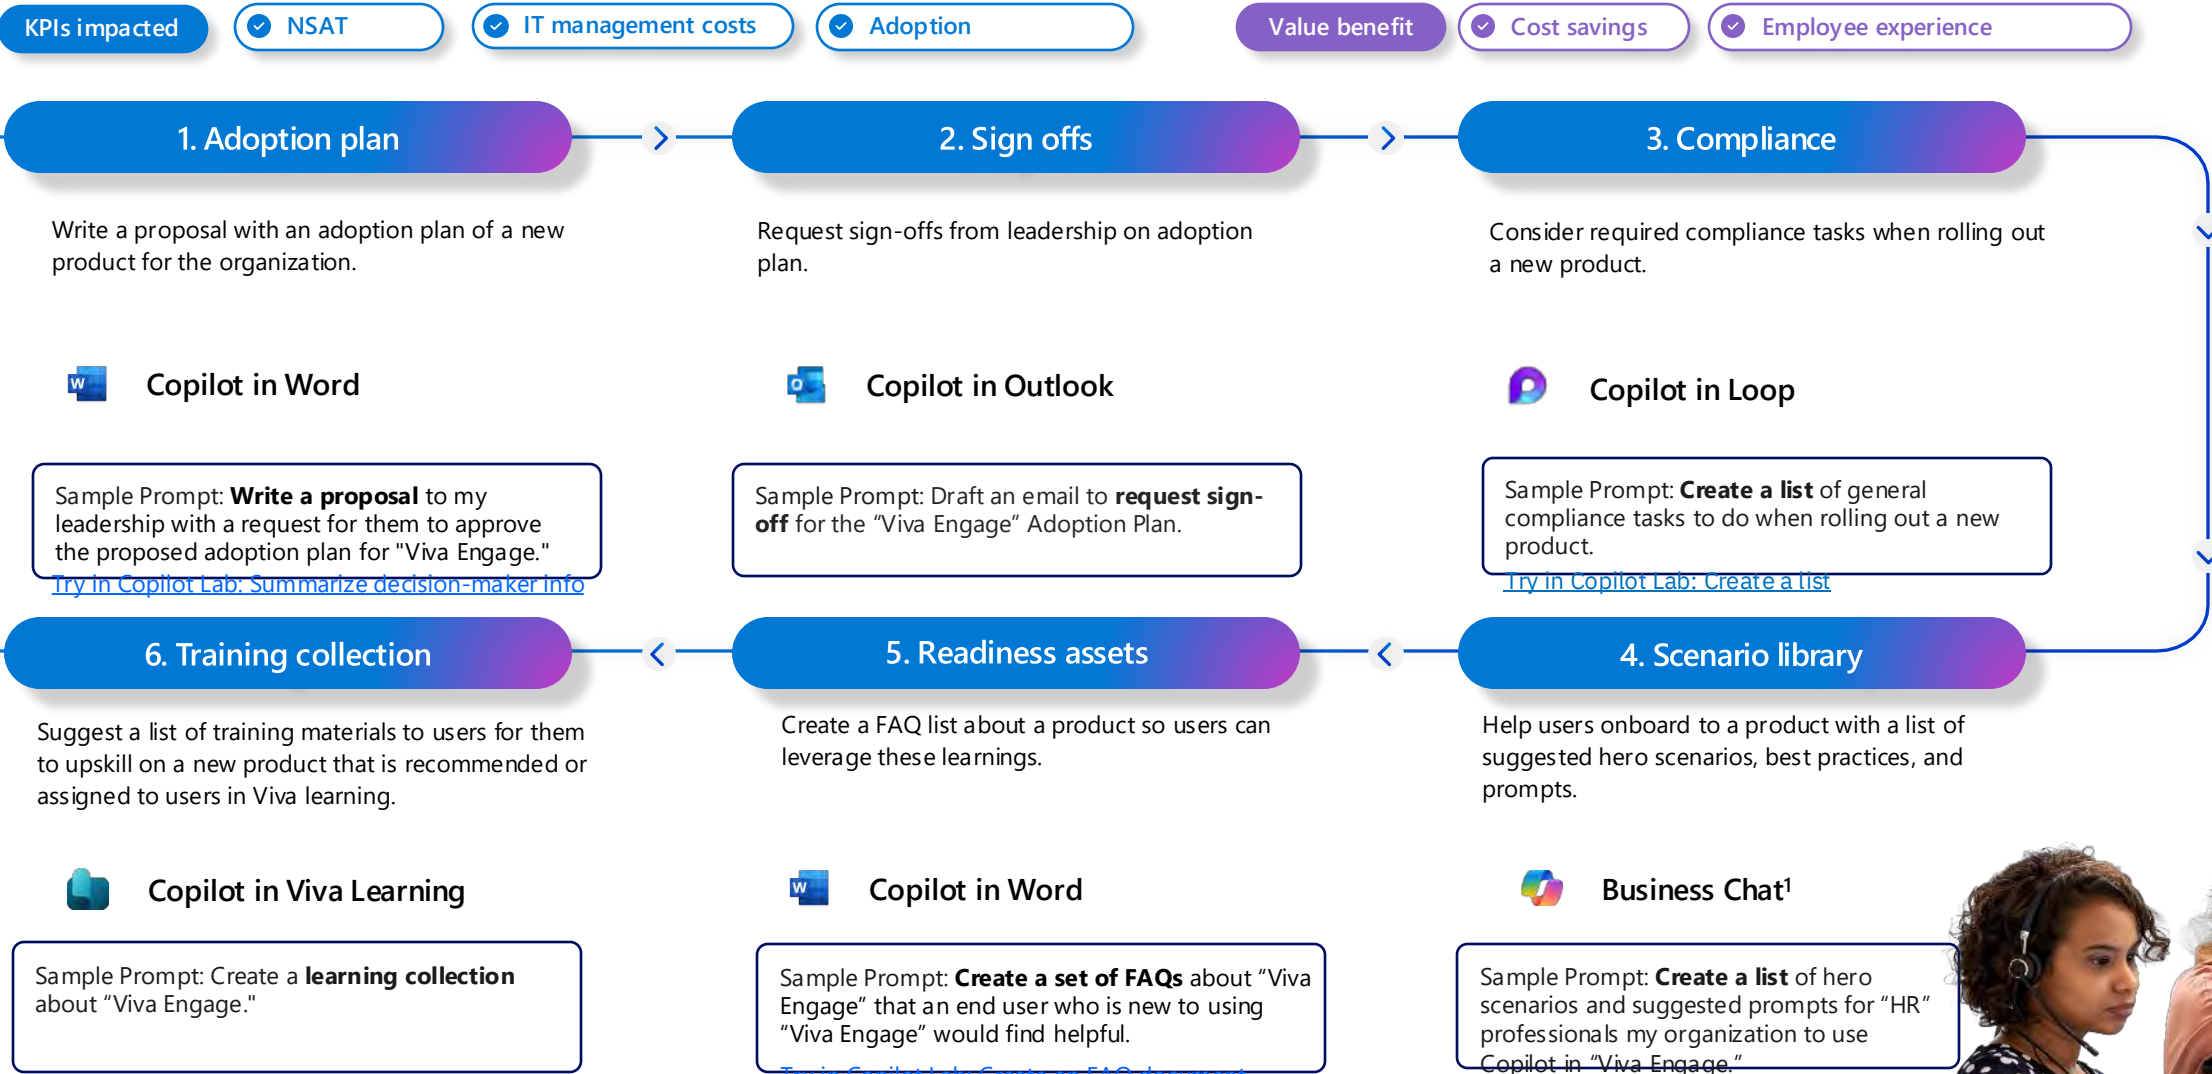 KPIs impacted
NSAT
IT management costs
Adoption
Value benefit
Cost savings
Employee experience
1. Adoption plan
Write a proposal with an adoption plan of a new
product for the organization.
Copilot in Word
Sample Prompt: Write a proposal to my
leadership with a request for them to approve
the proposed adoption plan for "Viva Engage."
Try in Copilot Lab: Summarize decision-maker info
2. Sign offs
Request sign-offs from leadership on adoption
plan.
Copilot in Outlook
Sample Prompt: Draft an email to request sign-
off for the “Viva Engage” Adoption Plan.
3. Compliance
Consider required compliance tasks when rolling out
a new product.
Copilot in Loop
Sample Prompt: Create a list of general
compliance tasks to do when rolling out a new
product.
Try in Copilot Lab: Create a list
4. Scenario library
Help users onboard to a product with a list of
suggested hero scenarios, best practices, and
prompts.
Business Chat¹
Sample Prompt: Create a list of hero
scenarios and suggested prompts for “HR”
professionals my organization to use
Copilot in “Viva Engage.”
5. Readiness assets
Create a FAQ list about a product so users can
leverage these learnings.
Copilot in Word
Sample Prompt: Create a set of FAQs about “Viva
Engage” that an end user who is new to using
“Viva Engage” would find helpful.
Try in Copilot Lab: Create an FAQ document
6. Training collection
Suggest a list of training materials to users for them
to upskill on a new product that is recommended or
assigned to users in Viva learning.
Copilot in Viva Learning
Sample Prompt: Create a learning collection
about “Viva Engage."